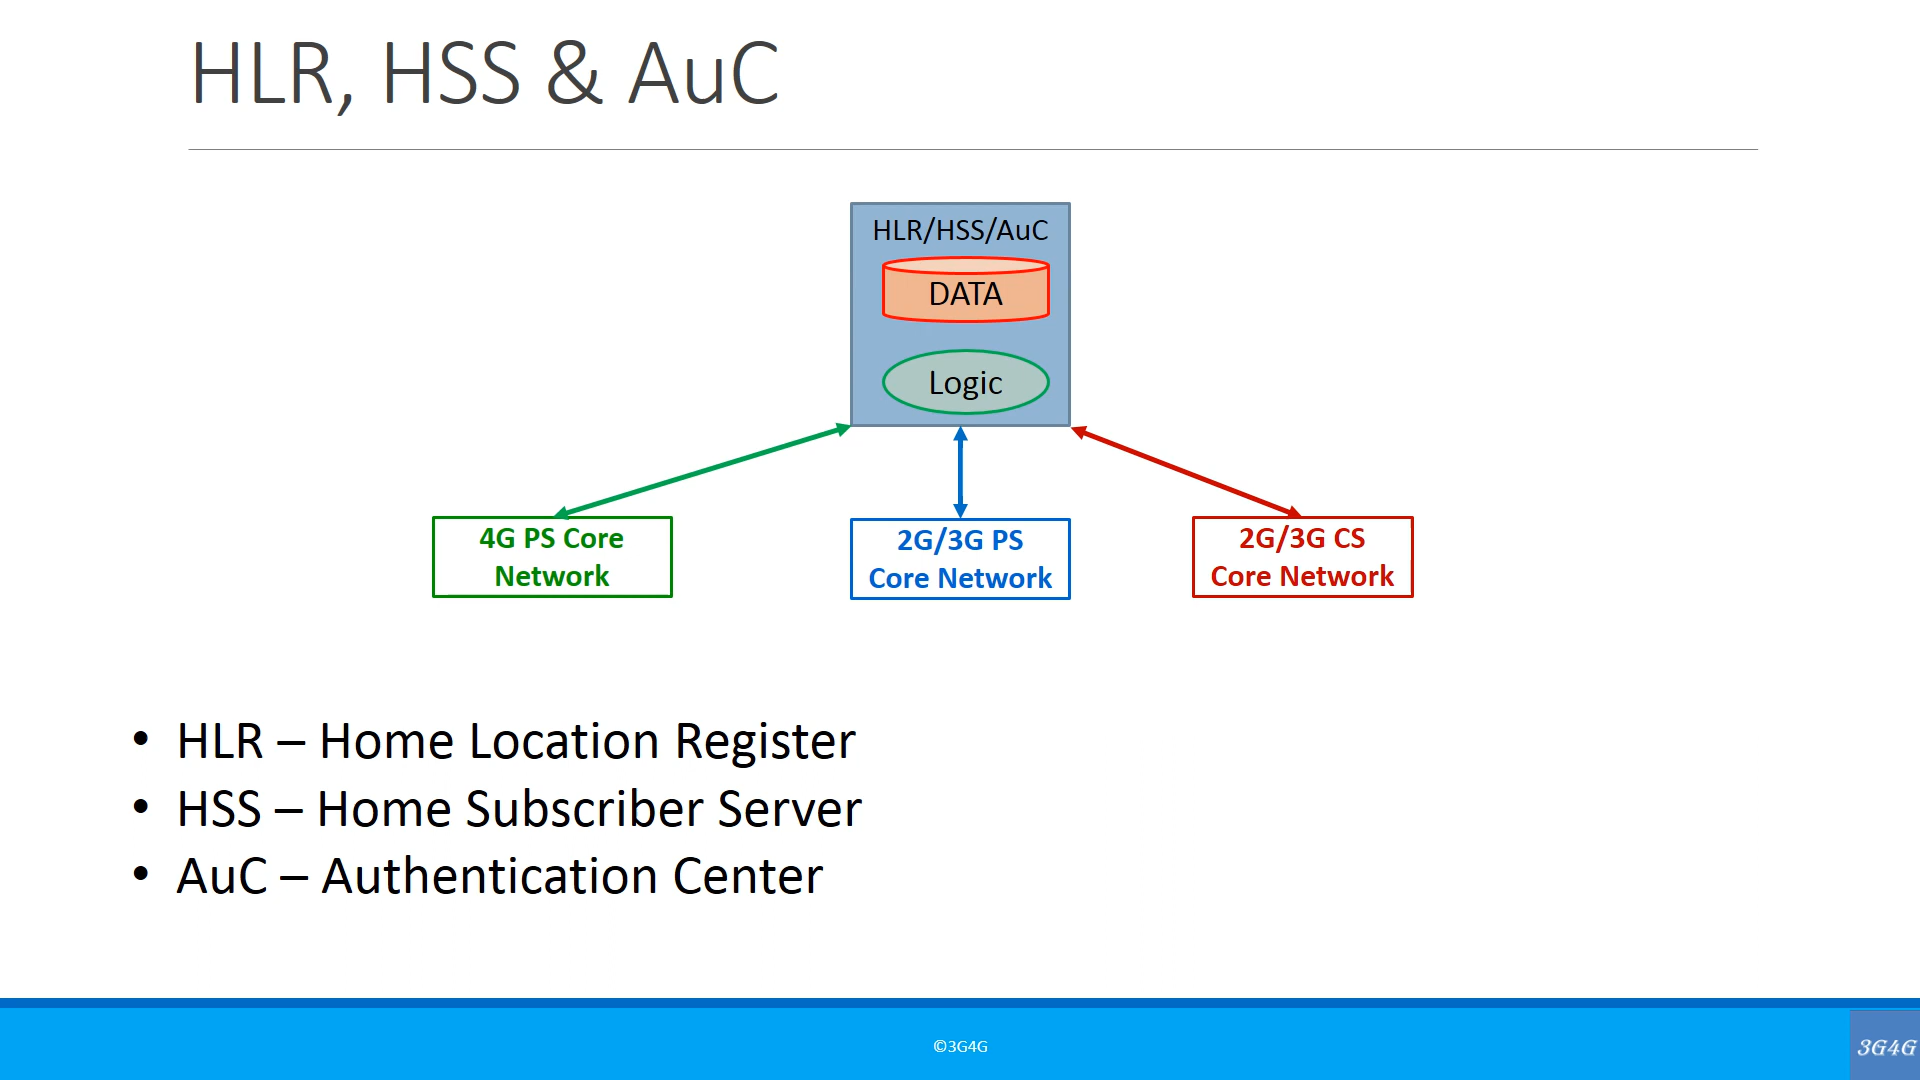 HLR, HSS & AuC
HLR/HSS/AuC
DATA
Logic
4G PS Core
Network
2G/3G PS
Core Network
2G/3G CS
Core Network
• HLR – Home Location Register
• HSS – Home Subscriber Server
• AuC – Authentication Center
©3G4G
3G4G